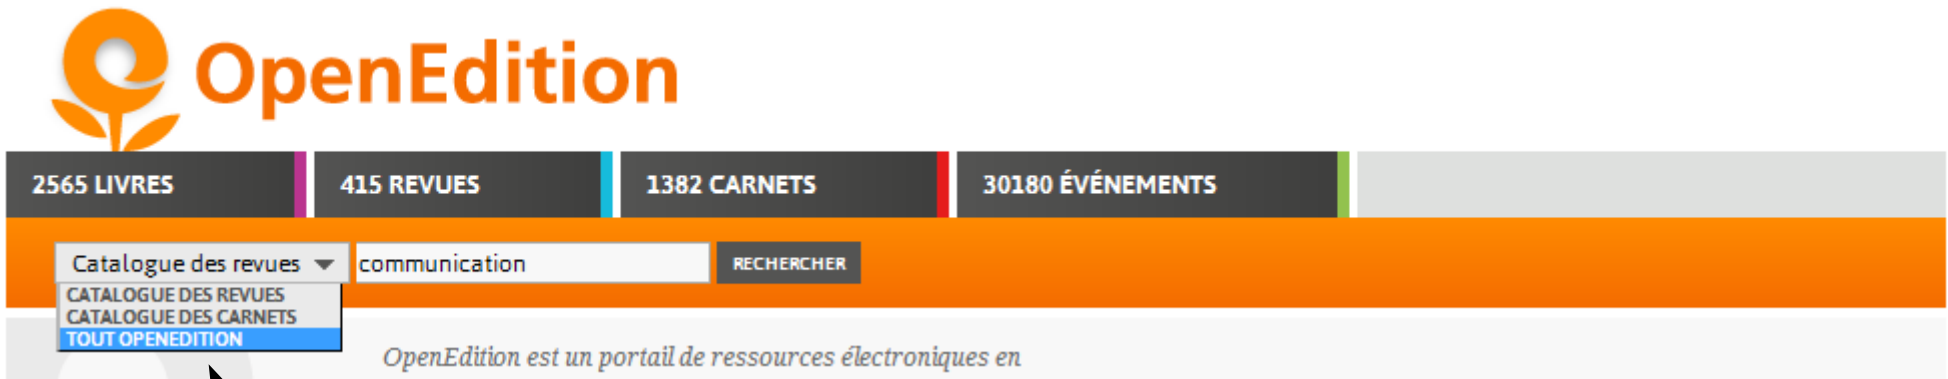 OpenEdition
2565 LIVRES
415 REVUES
1382 CARNETS
30180 ÉVÉNEMENTS
Catalogue des revues
communication
RECHERCHER
CATALOGUE DES REVUES
CATALOGUE DES CARNETS
TOUT OPENEDITION
OpenEdition est un portail de ressources électroniques en